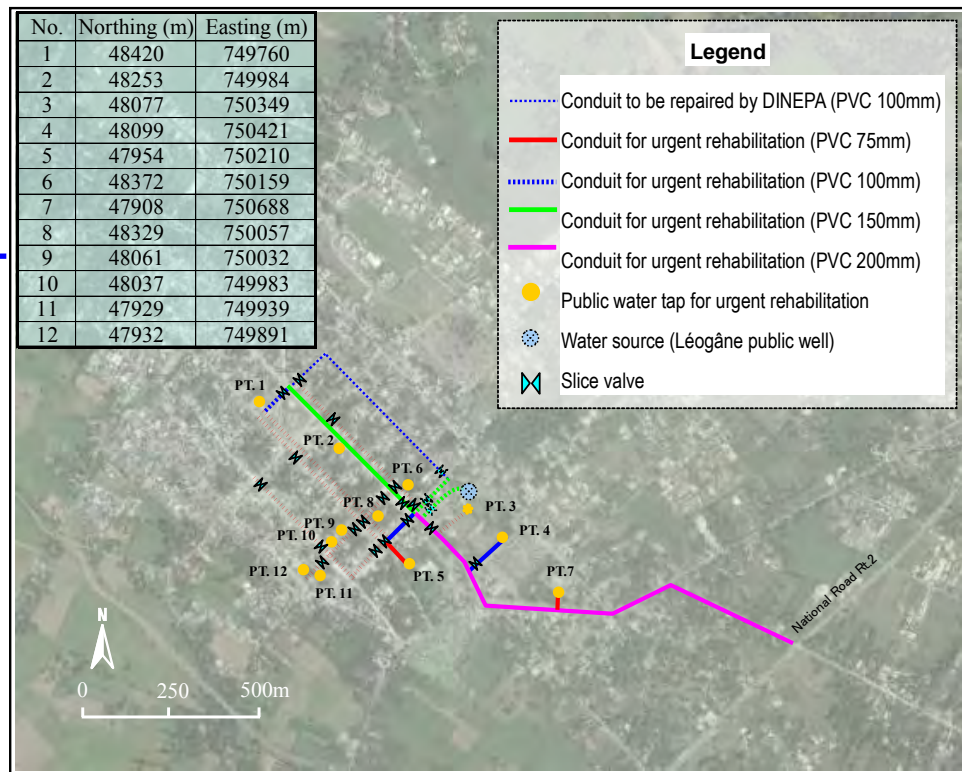 No. Northing (m) Easting (m)
1 48420 749760
2 48253 749984
3 48077 750349
4 48099 750421
5 47954 750210
6 48372 750159
7 47908 750688
8 48329 750057
9 48061 750032
10 48037 749983
11 47929 749939
12 47932 749891
Legend
Conduit to be repaired by DINEPA (PVC 100mm)
Conduit for urgent rehabilitation (PVC 75mm)
Conduit for urgent rehabilitation (PVC 100mm)
Conduit for urgent rehabilitation (PVC 150mm)
Conduit for urgent rehabilitation (PVC 200mm)
Public water tap for urgent rehabilitation
Water source (Léogâne public well)
Slice valve
PT. 1
PT. 2
PT. 6
PT. 3
PT. 8
PT. 9
PT. 4
PT. 10
PT. 12
PT. 5
PT. 11
PT.7
National Road Rt.2
N
0 250 500m